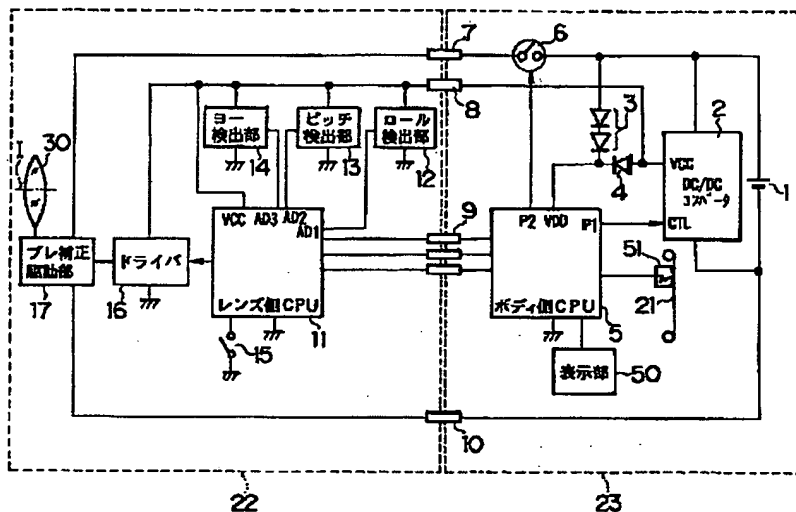 7
6
8
3
2
ヨー
検出部
ピッチ
検出部
ロール
検出部
I
30
14
13
12
4
VCC
DC/DC
コンバータ
CTL
1
VCC
AD3
AD2
AD1
9
P2
VDD
P1
ブレ補正
駆動部
ドライバ
レンズ側CPU
ボディ側CPU
51
21
17
16
15
11
5
表示部
50
10
22
23